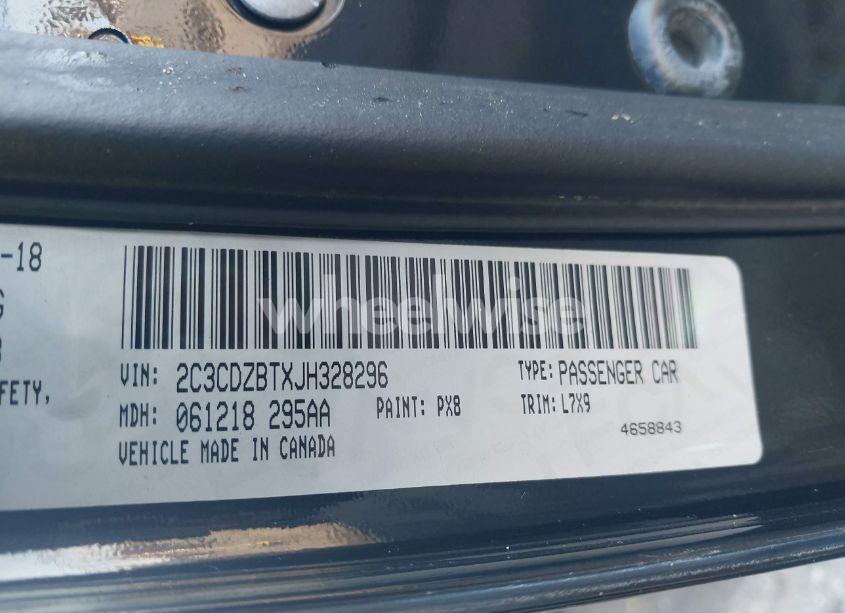 -18
wheelwise
FETY,
VIN: 2C3CDZBTXJH328296 TYPE: PASSENGER CAR
MDH: 061218 295AA PAINT: PX8 TRIM: L7X9
VEHICLE MADE IN CANADA 4658843